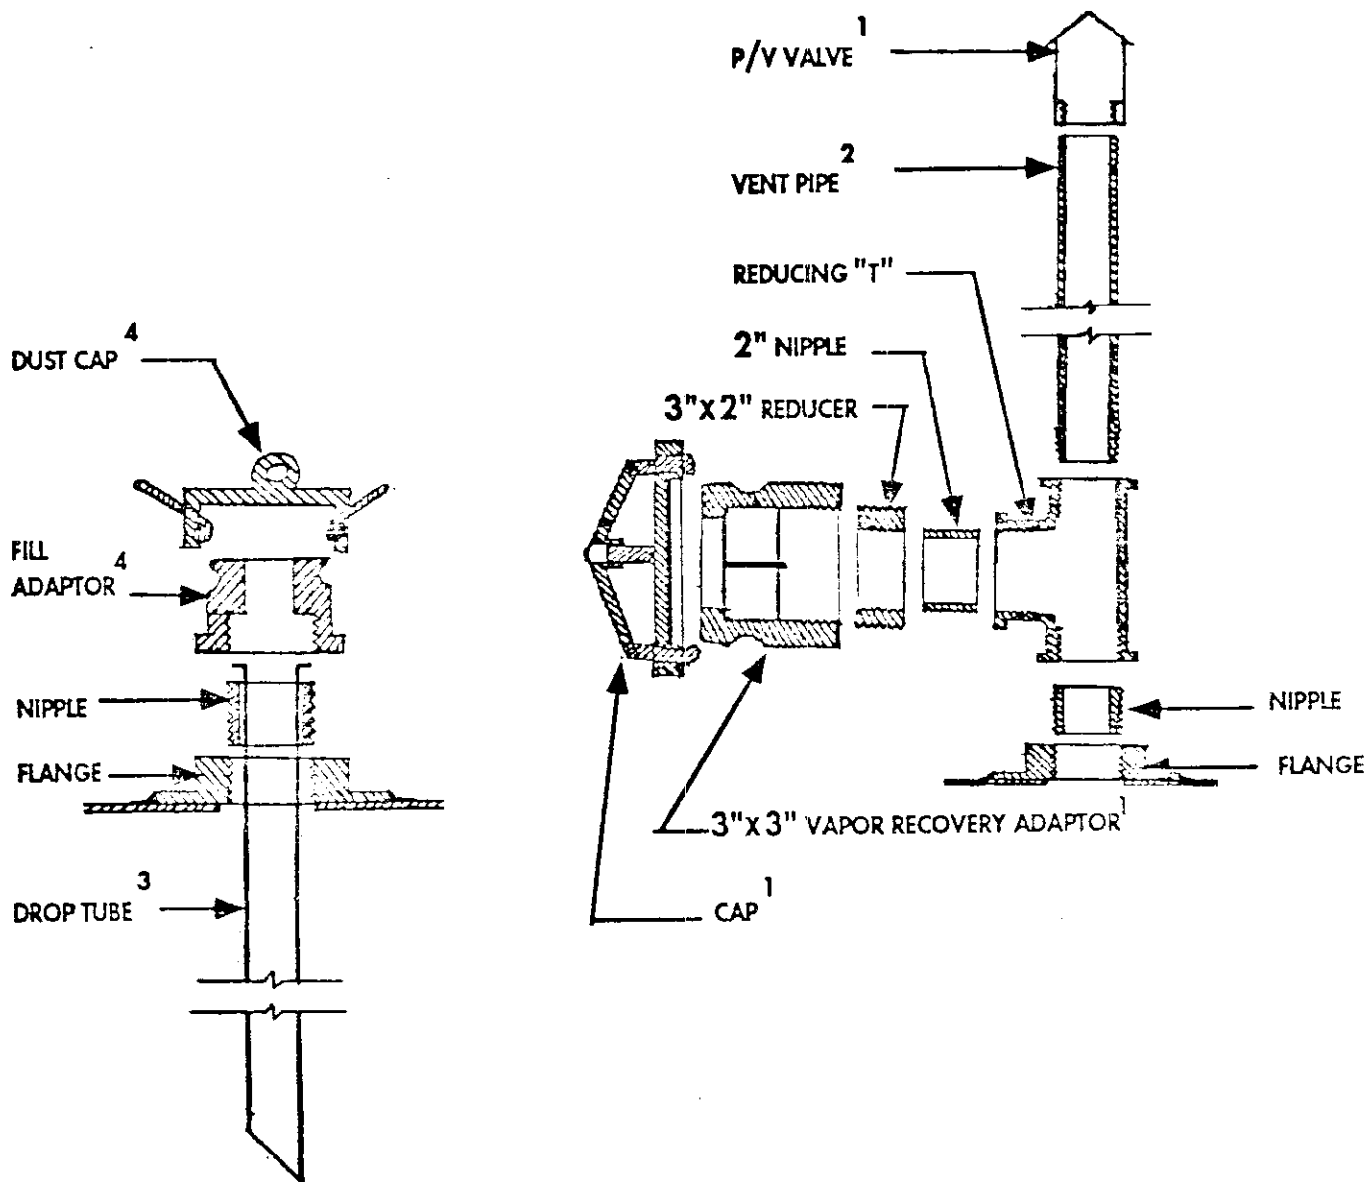 P/V VALVE 1
VENT PIPE 2
REDUCING "T"
2" NIPPLE
3"X2" REDUCER
DUST CAP 4
FILL
ADAPTOR 4
NIPPLE
FLANGE
DROP TUBE 3
NIPPLE
FLANGE
3"X3" VAPOR RECOVERY ADAPTOR 1
CAP 1